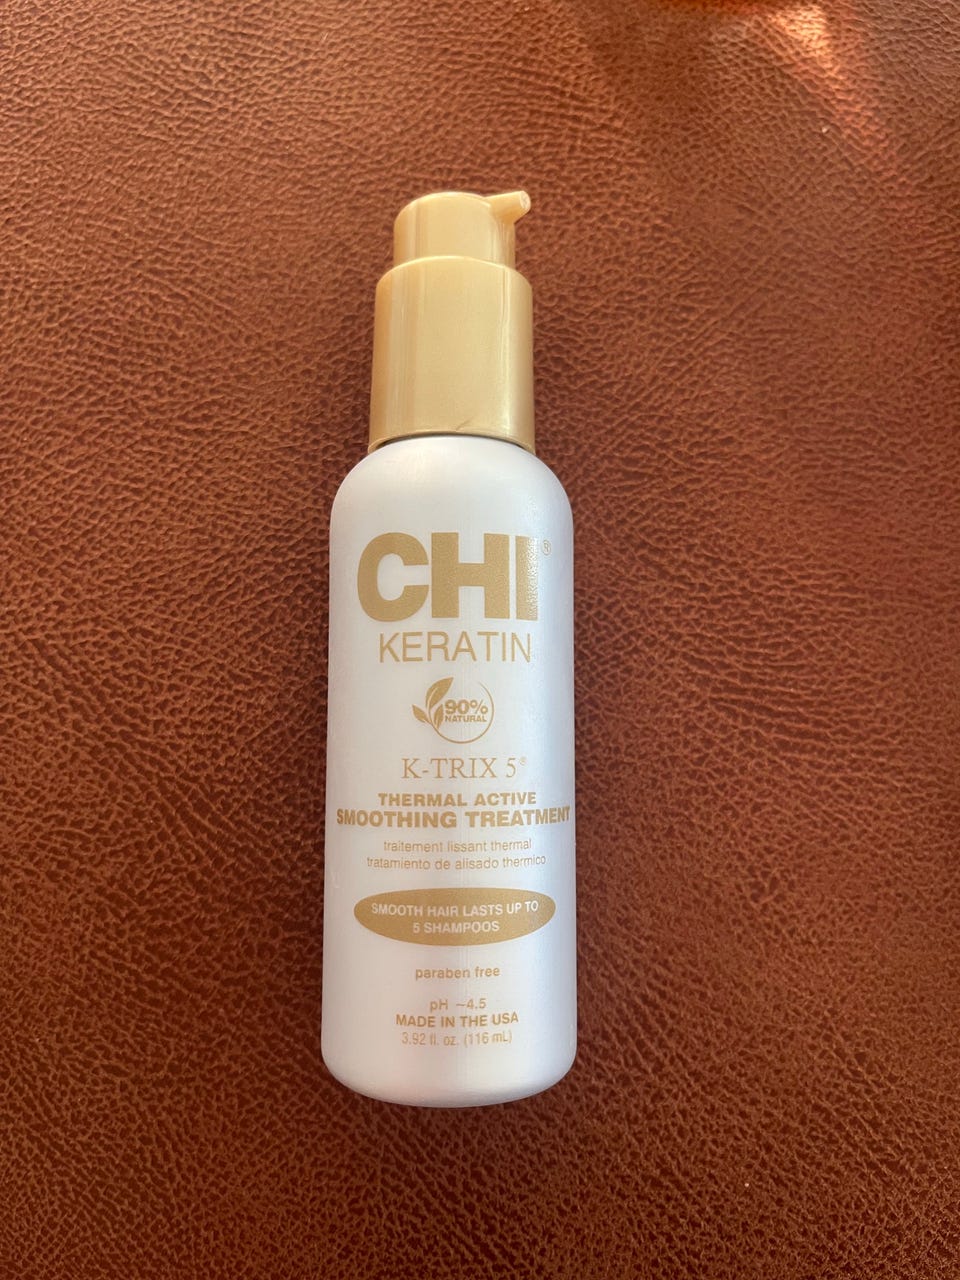 CHI®
KERATIN
90%
NATURAL
K-TRIX 5®
THERMAL ACTIVE
SMOOTHING TREATMENT
traitement lissant thermal
tratamiento de alisado thermico
SMOOTH HAIR LASTS UP TO
5 SHAMPOOS
paraben free
pH ~4.5
MADE IN THE USA
3.92 fl. oz. (116 mL)